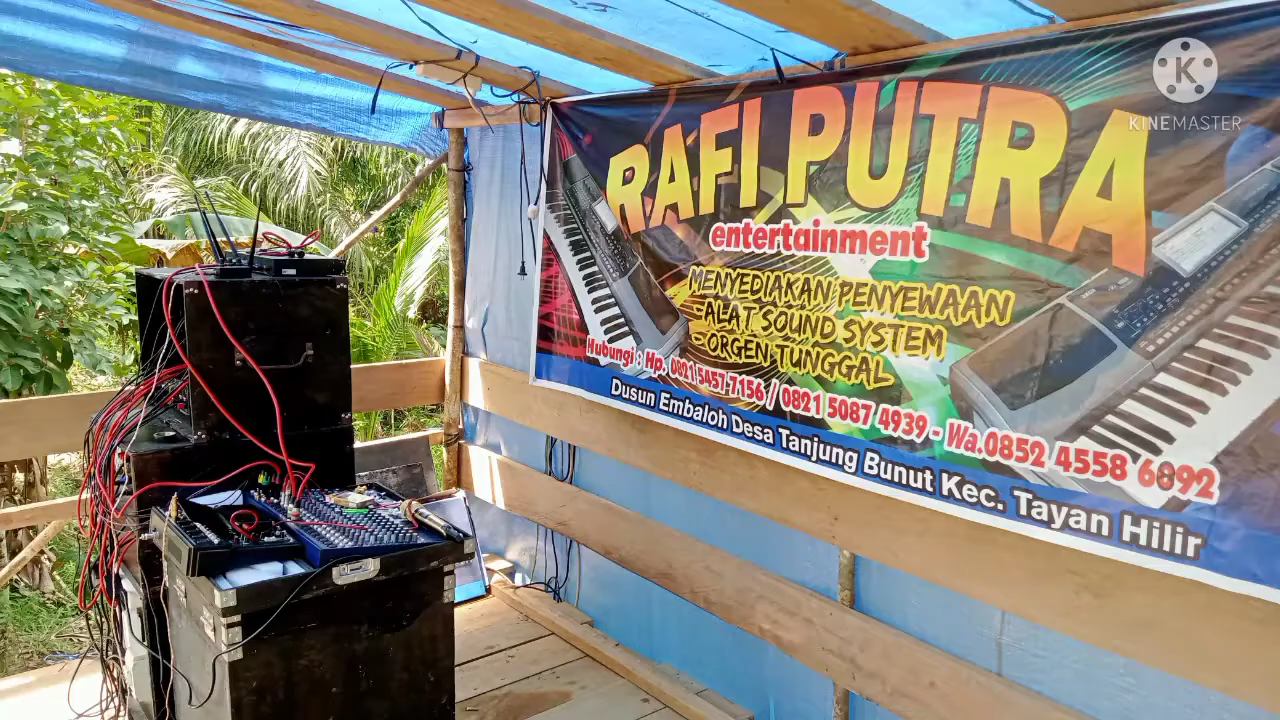 K
KINEMASTER
RAFI PUTRA
entertainment
MENYEDIAKAN PENYEWAAN
-ALAT SOUND SYSTEM
- ORGEN TUNGGAL
Hubungi : Hp. 0821 5457 7156 / 0821 5087 4939 - Wa.0852 4558 6092
Dusun Embaloh Desa Tanjung Bunut Kec. Tayan Hilir